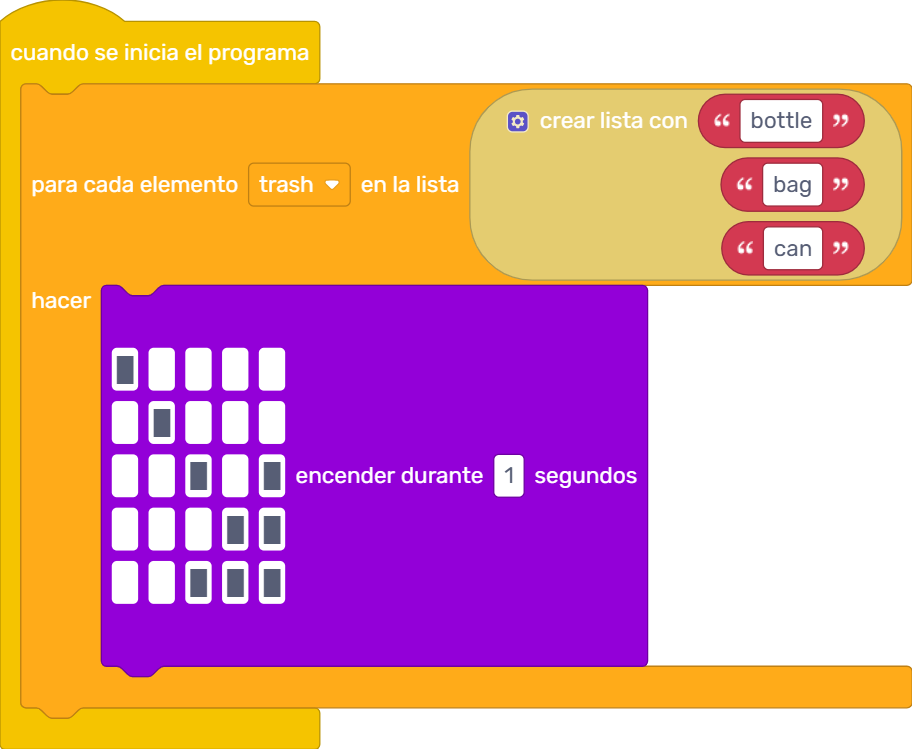 cuando se inicia el programa
crear lista con “ bottle ”
para cada elemento trash en la lista “ bag ”
“ can ”
hacer
encender durante 1 segundos